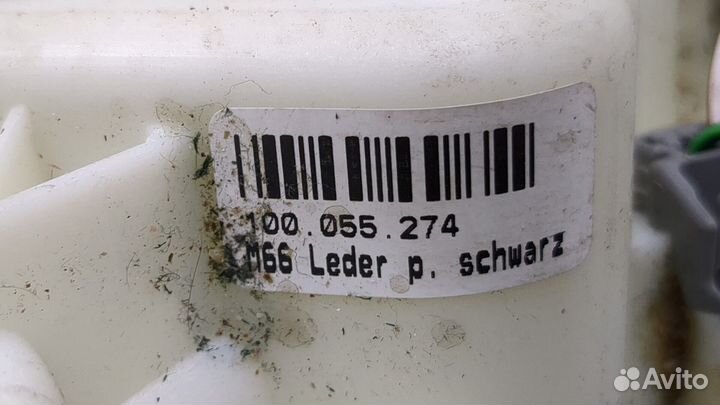 100.055.274
M66 Leder p. schwarz
Avito